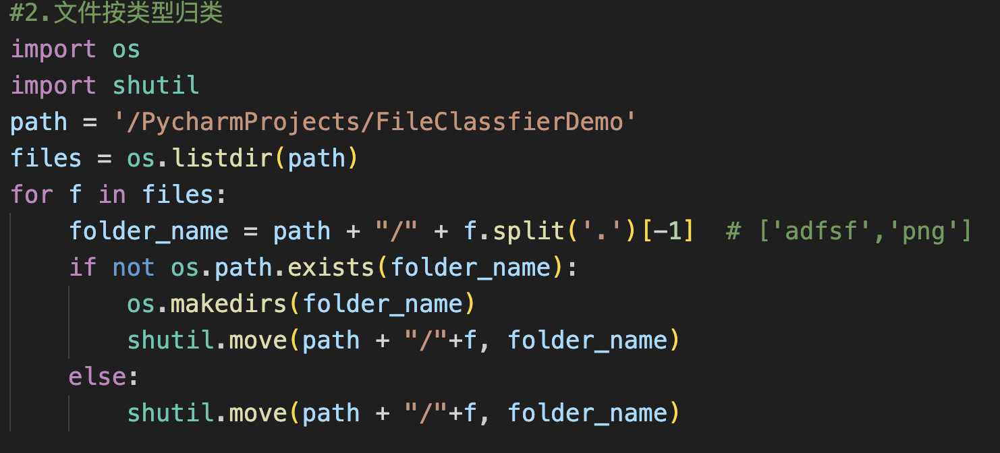 #2.文件按类型归类
import os
import shutil
path = '/PycharmProjects/FileClassfierDemo'
files = os.listdir(path)
for f in files:
    folder_name = path + "/" + f.split('.')[-1]  # ['adfsf','png']
    if not os.path.exists(folder_name):
        os.makedirs(folder_name)
        shutil.move(path + "/"+f, folder_name)
    else:
        shutil.move(path + "/"+f, folder_name)